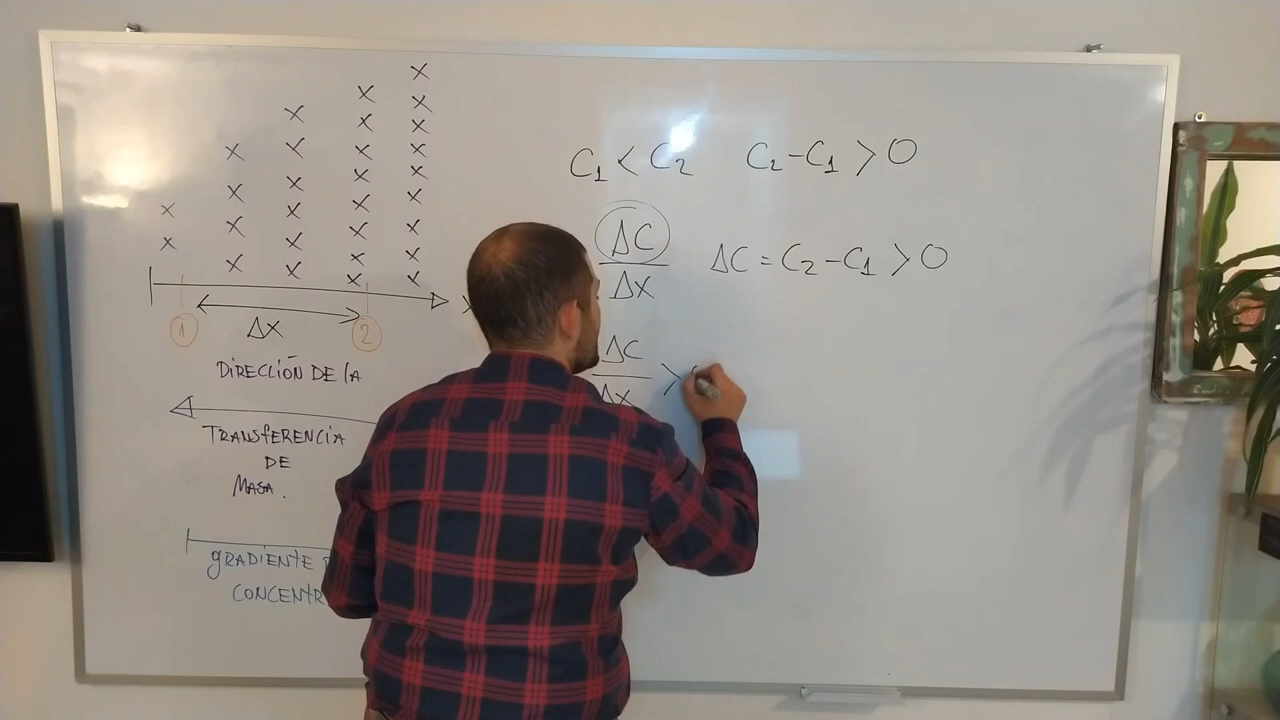 1
2
ΔX
DIRECCIÓN DE LA
TRANSFERENCIA
DE
MASA.
GRADIENTE
CONCENTR
C₁ < C₂ C₂-C₁ > 0
ΔC
ΔX
ΔC = C₂-C₁ > 0
ΔC
ΔX
>